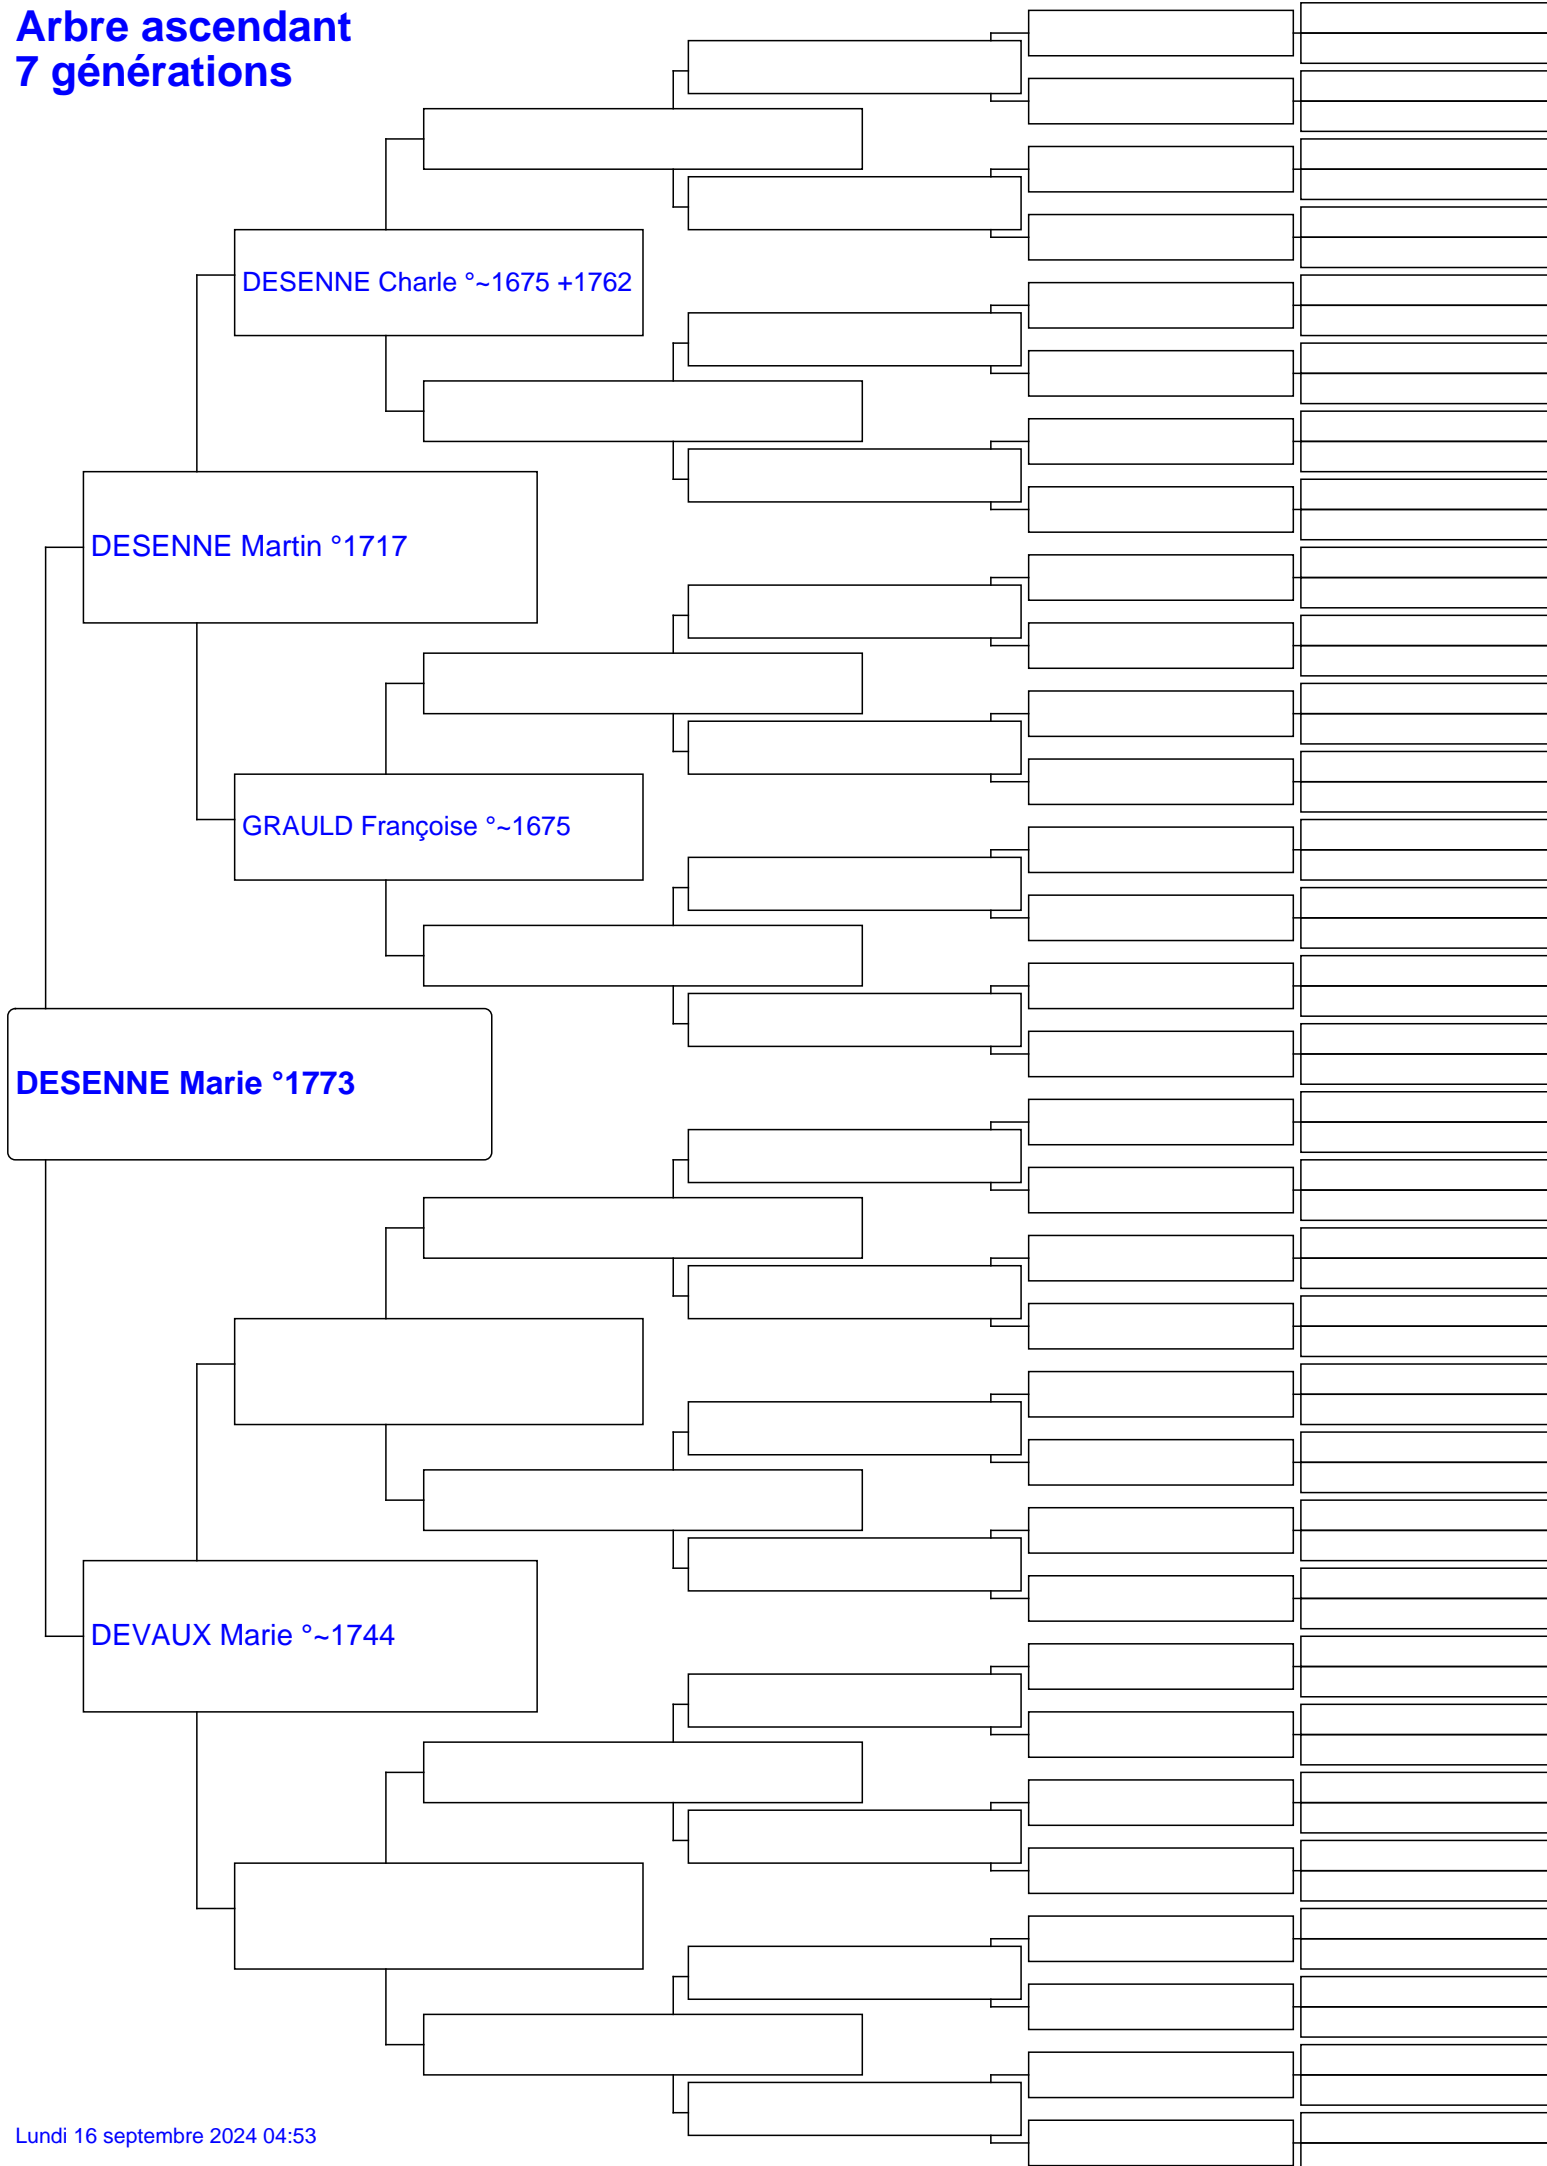 Arbre ascendant
7 générations
DESENNE Charle °~1675 +1762
DESENNE Martin °1717
GRAULD Françoise °~1675
DESENNE Marie °1773
DEVAUX Marie °~1744
Lundi 16 septembre 2024 04:53